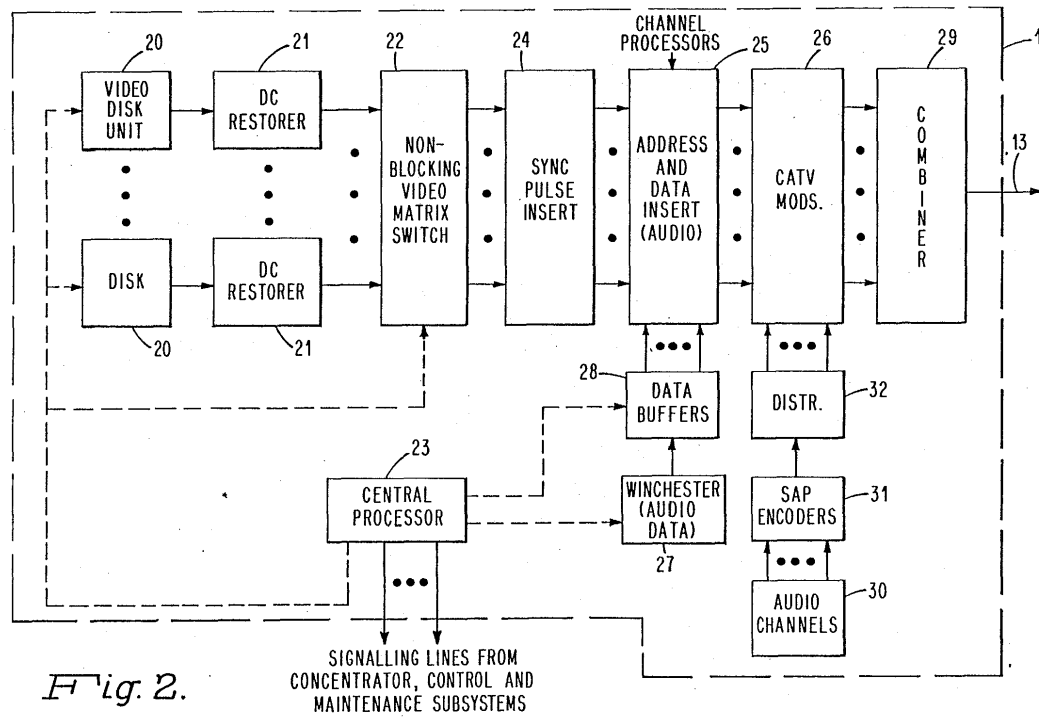 CHANNEL
PROCESSORS
20
21
22
24
25
26
29
1
VIDEO
DISK
UNIT
DC
RESTORER
NON-
BLOCKING
VIDEO
MATRIX
SWITCH
SYNC
PULSE
INSERT
ADDRESS
AND
DATA
INSERT
(AUDIO)
CATV
MODS.
COMBINER
13
DISK
DC
RESTORER
20
21
28
DATA
BUFFERS
DISTR.
32
23
CENTRAL
PROCESSOR
WINCHESTER
(AUDIO
DATA)
27
SAP
ENCODERS
31
AUDIO
CHANNELS
30
SIGNALLING LINES FROM
CONCENTRATOR, CONTROL AND
MAINTENANCE SUBSYSTEMS
Fig. 2.